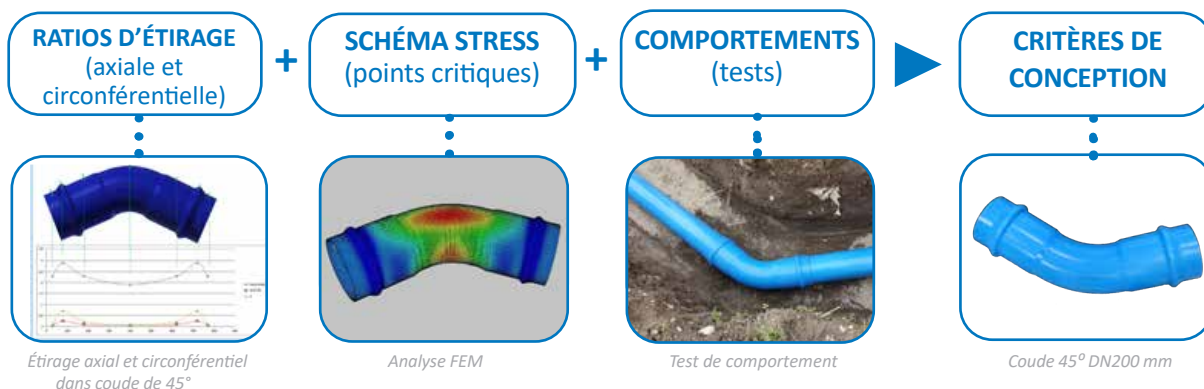 RATIOS D’ÉTIRAGE
(axiale et
circonférentielle)
+
SCHÉMA STRESS
(points critiques)
+
COMPORTEMENTS
(tests)
CRITÈRES DE
CONCEPTION
Étirage axial et circonférentiel
dans coude de 45°
Analyse FEM
Test de comportement
Coude 45⁰ DN200 mm